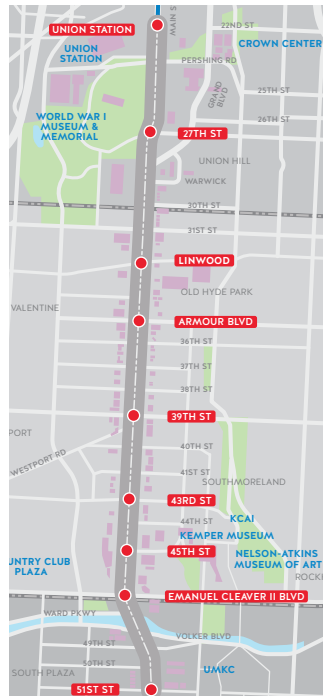 MAIN S
22ND ST
UNION STATION
UNION
STATION
CROWN CENTER
PERSHING RD
GRAND
BLVD
25TH ST
WORLD WAR I
MUSEUM &
MEMORIAL
26TH ST
27TH ST
UNION HILL
WARWICK
30TH ST
31ST ST
LINWOOD
OLD HYDE PARK
VALENTINE
ARMOUR BLVD
36TH ST
37TH ST
38TH ST
39TH ST
PORT
40TH ST
WESTPORT RD
41ST ST
SOUTHMORELAND
43RD ST
44TH ST
KCAI
KEMPER MUSEUM
45TH ST
NELSON-ATKINS
MUSEUM OF ART
UNTRY CLUB
PLAZA
ROCK
EMANUEL CLEAVER II BLVD
WARD PKWY
VOLKER BLVD
49TH ST
50TH ST
SOUTH PLAZA
UMKC
51ST ST